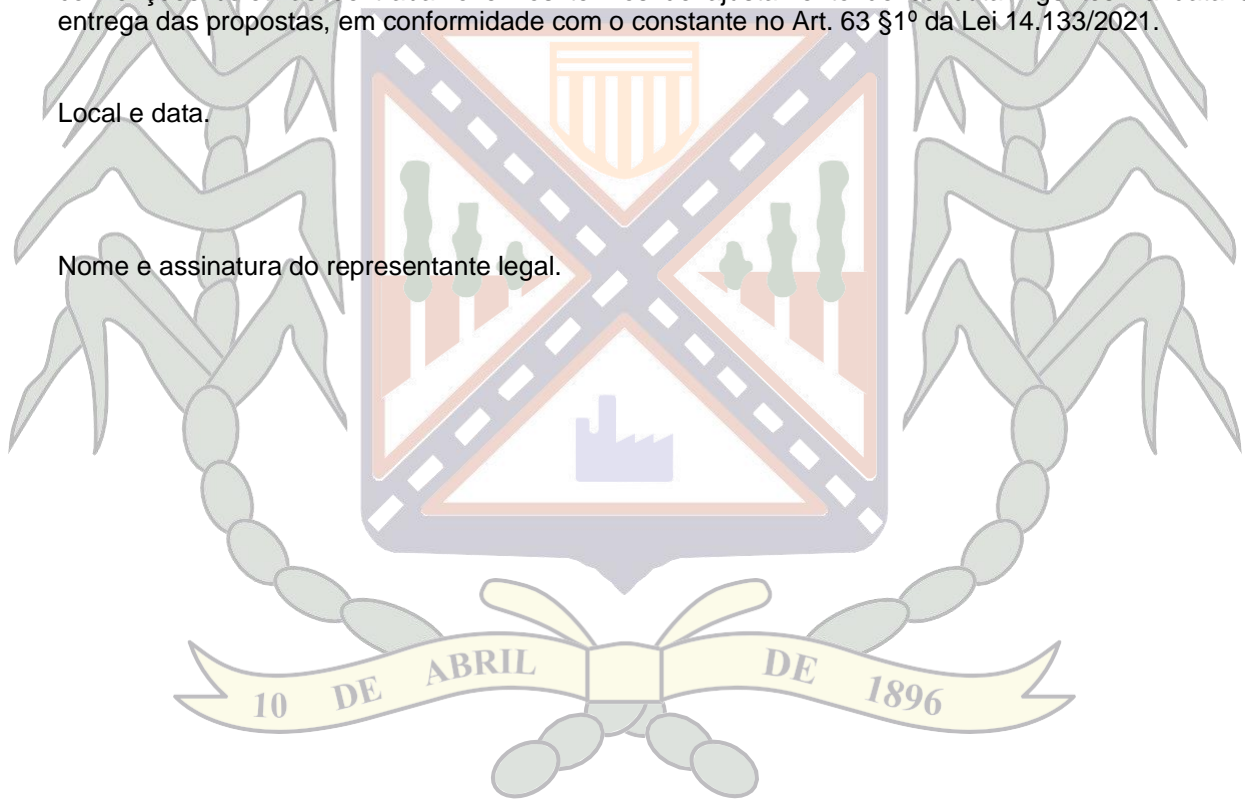 entrega das propostas, em conformidade com o constante no Art. 63 §1º da Lei 14.133/2021.
Local e data.
Nome e assinatura do representante legal.
10 DE ABRIL DE 1896